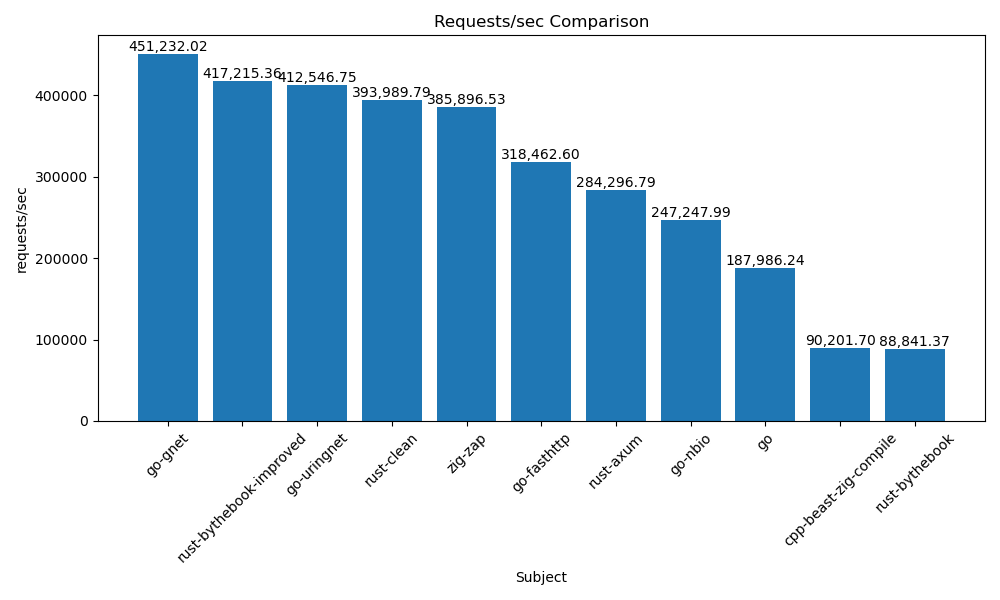 Requests/sec Comparison
451,232.02
417,215.36
412,546.75
393,989.79
385,896.53
318,462.60
284,296.79
247,247.99
187,986.24
90,201.70
88,841.37
requests/sec
400000
300000
200000
100000
0
go-gnet
rust-bythebook-improved
go-uringnet
rust-clean
zig-zap
go-fasthttp
rust-axum
go-nbio
go
cpp-beast-zig-compile
rust-bythebook
Subject